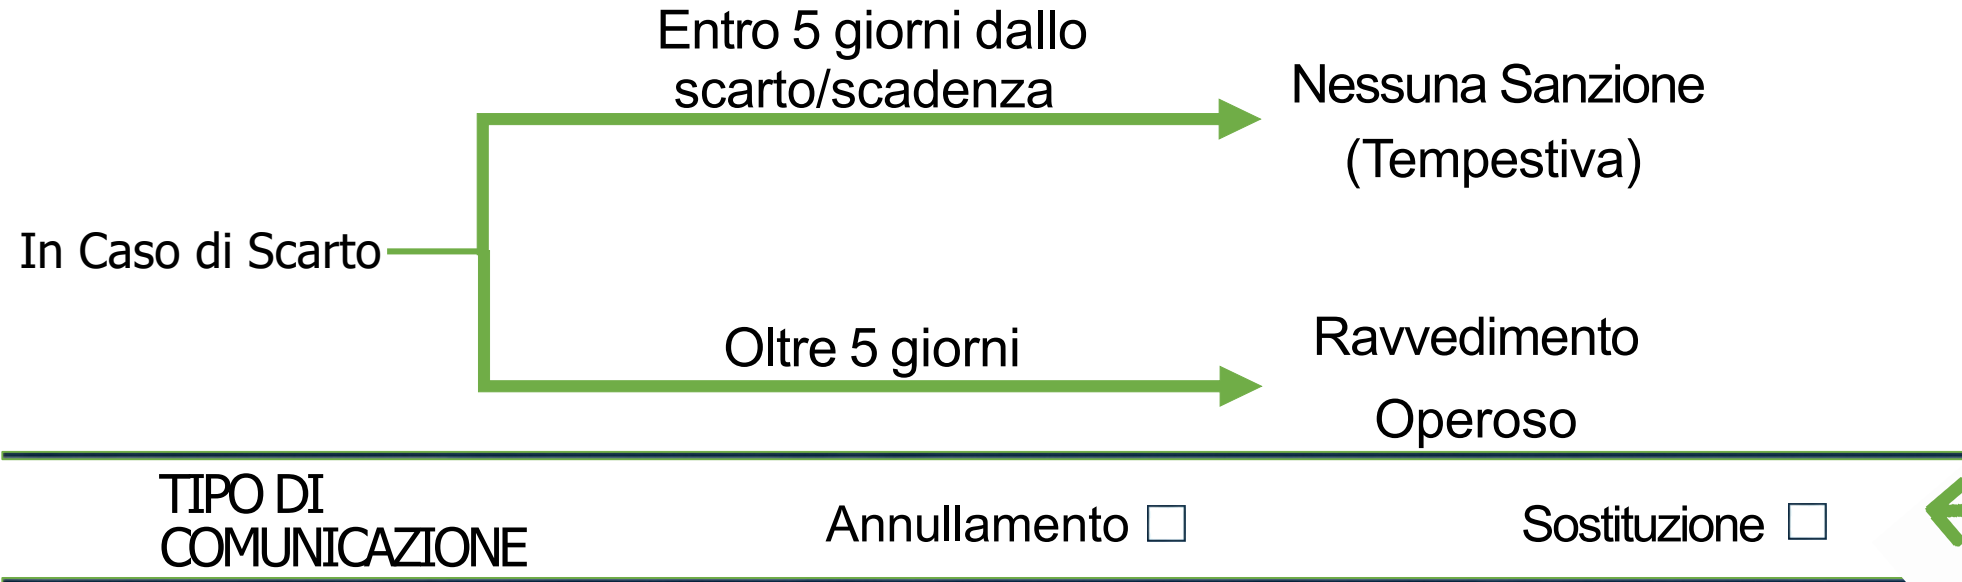 Entro 5 giorni dallo
scarto/scadenza
Nessuna Sanzione
(Tempestiva)
In Caso di Scarto
Oltre 5 giorni
Ravvedimento
Operoso
TIPO DI
COMUNICAZIONE
Annullamento
Sostituzione